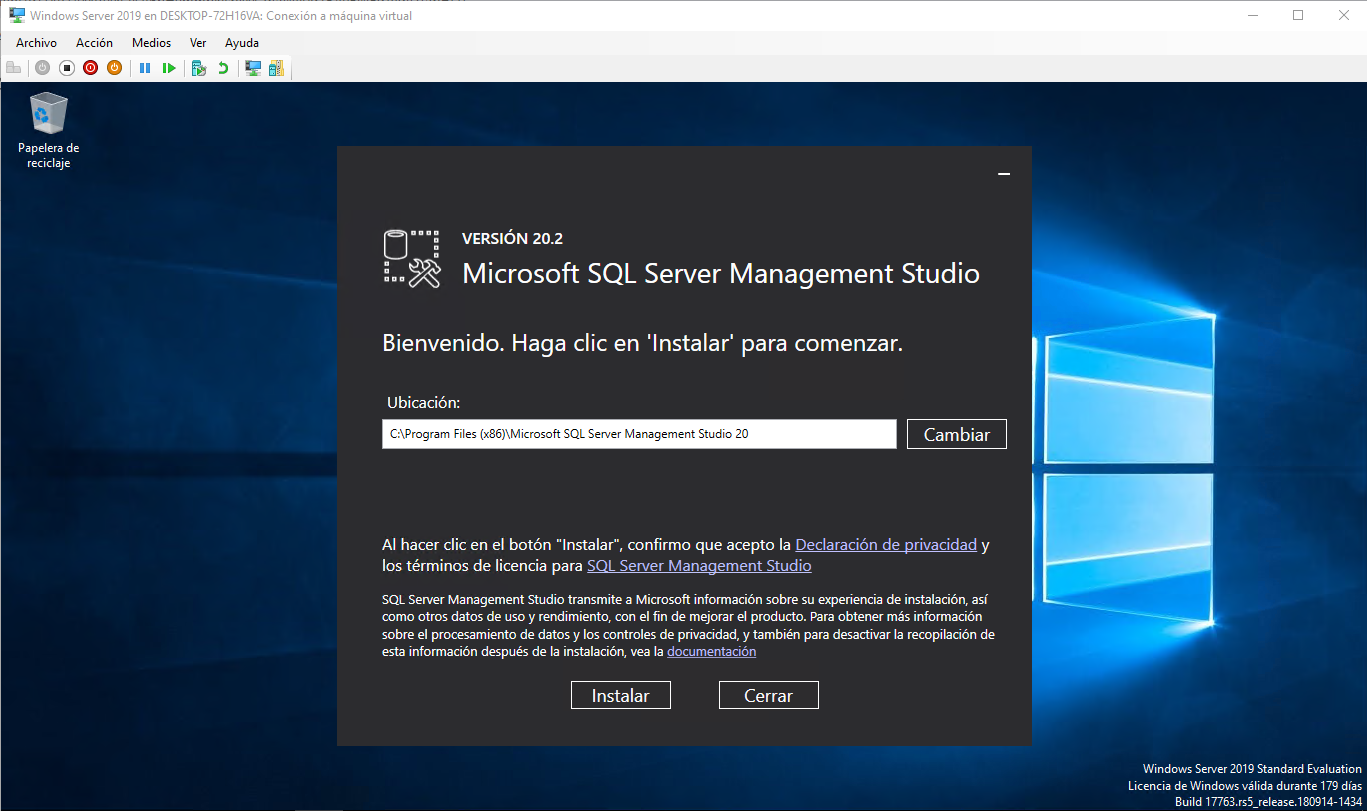 Windows Server 2019 en DESKTOP-72H16VA: Conexión a máquina virtual
Archivo Acción Medios Ver Ayuda
Papelera de
reciclaje
VERSIÓN 20.2
Microsoft SQL Server Management Studio
Bienvenido. Haga clic en 'Instalar' para comenzar.
Ubicación:
C:\Program Files (x86)\Microsoft SQL Server Management Studio 20
Cambiar
Al hacer clic en el botón "Instalar", confirmo que acepto la Declaración de privacidad y
los términos de licencia para SQL Server Management Studio
SQL Server Management Studio transmite a Microsoft información sobre su experiencia de instalación, así
como otros datos de uso y rendimiento, con el fin de mejorar el producto. Para obtener más información
sobre el procesamiento de datos y los controles de privacidad, y también para desactivar la recopilación de
esta información después de la instalación, vea la documentación
Instalar Cerrar
Windows Server 2019 Standard Evaluation
Licencia de Windows válida durante 179 días
Build 17763.rs5_release.180914-1434